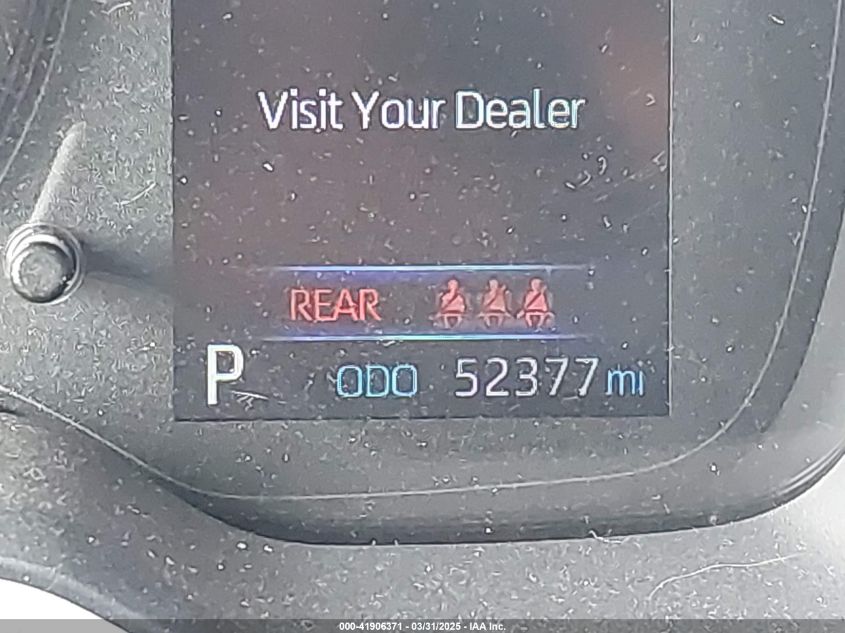 Visit Your Dealer
REAR
P ODO 52377 mi
000-41906371 - 03/31/2025 - IAA Inc.